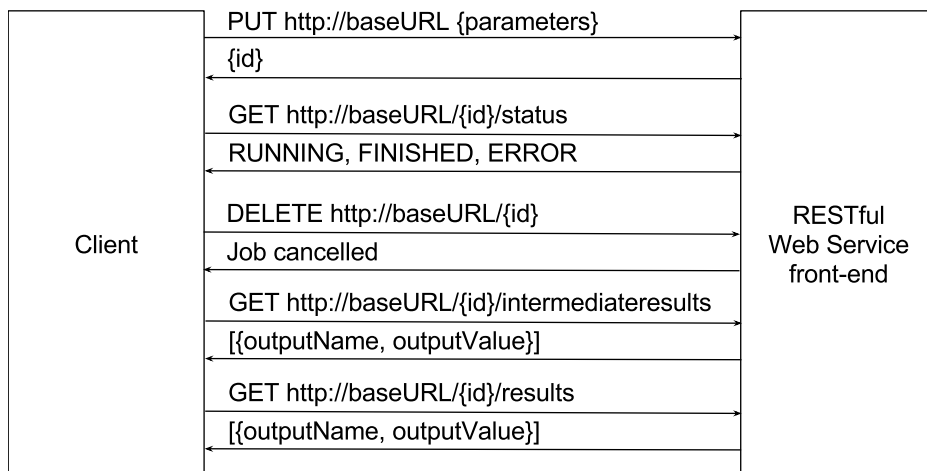 PUT http://baseURL {parameters}
{id}
GET http://baseURL/{id}/status
RUNNING, FINISHED, ERROR
DELETE http://baseURL/{id}
Job cancelled
GET http://baseURL/{id}/intermediateresults
[{outputName, outputValue}]
GET http://baseURL/{id}/results
[{outputName, outputValue}]
Client
RESTful
Web Service
front-end